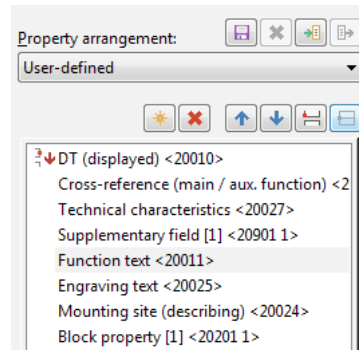 Property arrangement:
User-defined
DT (displayed) <20010>
Cross-reference (main / aux. function) <2
Technical characteristics <20027>
Supplementary field [1] <20901 1>
Function text <20011>
Engraving text <20025>
Mounting site (describing) <20024>
Block property [1] <20201 1>